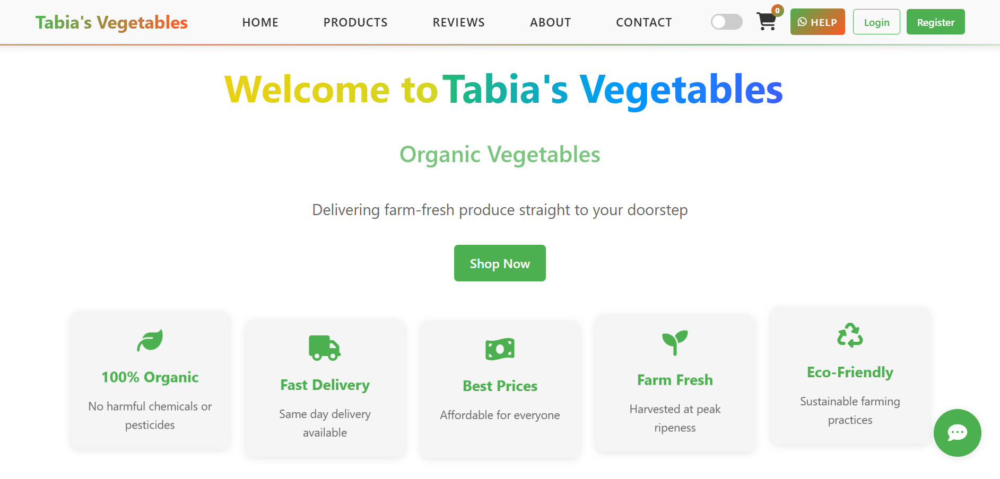 Tabia's Vegetables
HOME
PRODUCTS
REVIEWS
ABOUT
CONTACT
0
HELP
Login
Register
Welcome to Tabia's Vegetables
Organic Vegetables
Delivering farm-fresh produce straight to your doorstep
Shop Now
100% Organic
No harmful chemicals or
pesticides
Fast Delivery
Same day delivery
available
Best Prices
Affordable for everyone
Farm Fresh
Harvested at peak
ripeness
Eco-Friendly
Sustainable farming
practices